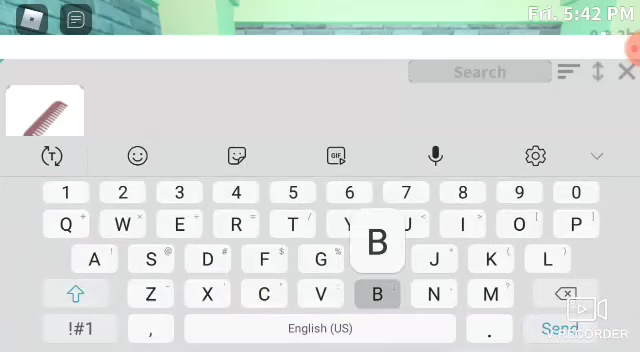 Fri. 5:42 PM
Search
T GIF
1 2 3 4 5 6 7 8 9 0
Q + W × E ÷ R = T / Y U < I > O [ P ]
B
A ! S @ D # F $ G % J * K ( L )
Z - X ' C " V : B ; N , M ?
!#1 , English (US) . Send
V RECORDER